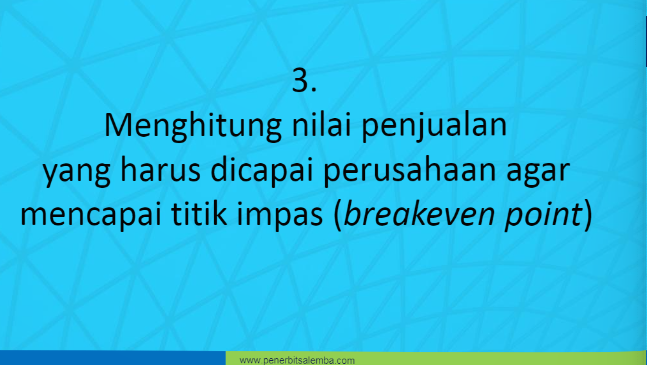 3.
Menghitung nilai penjualan
yang harus dicapai perusahaan agar
mencapai titik impas (breakeven point)
www.penerbitsalemba.com